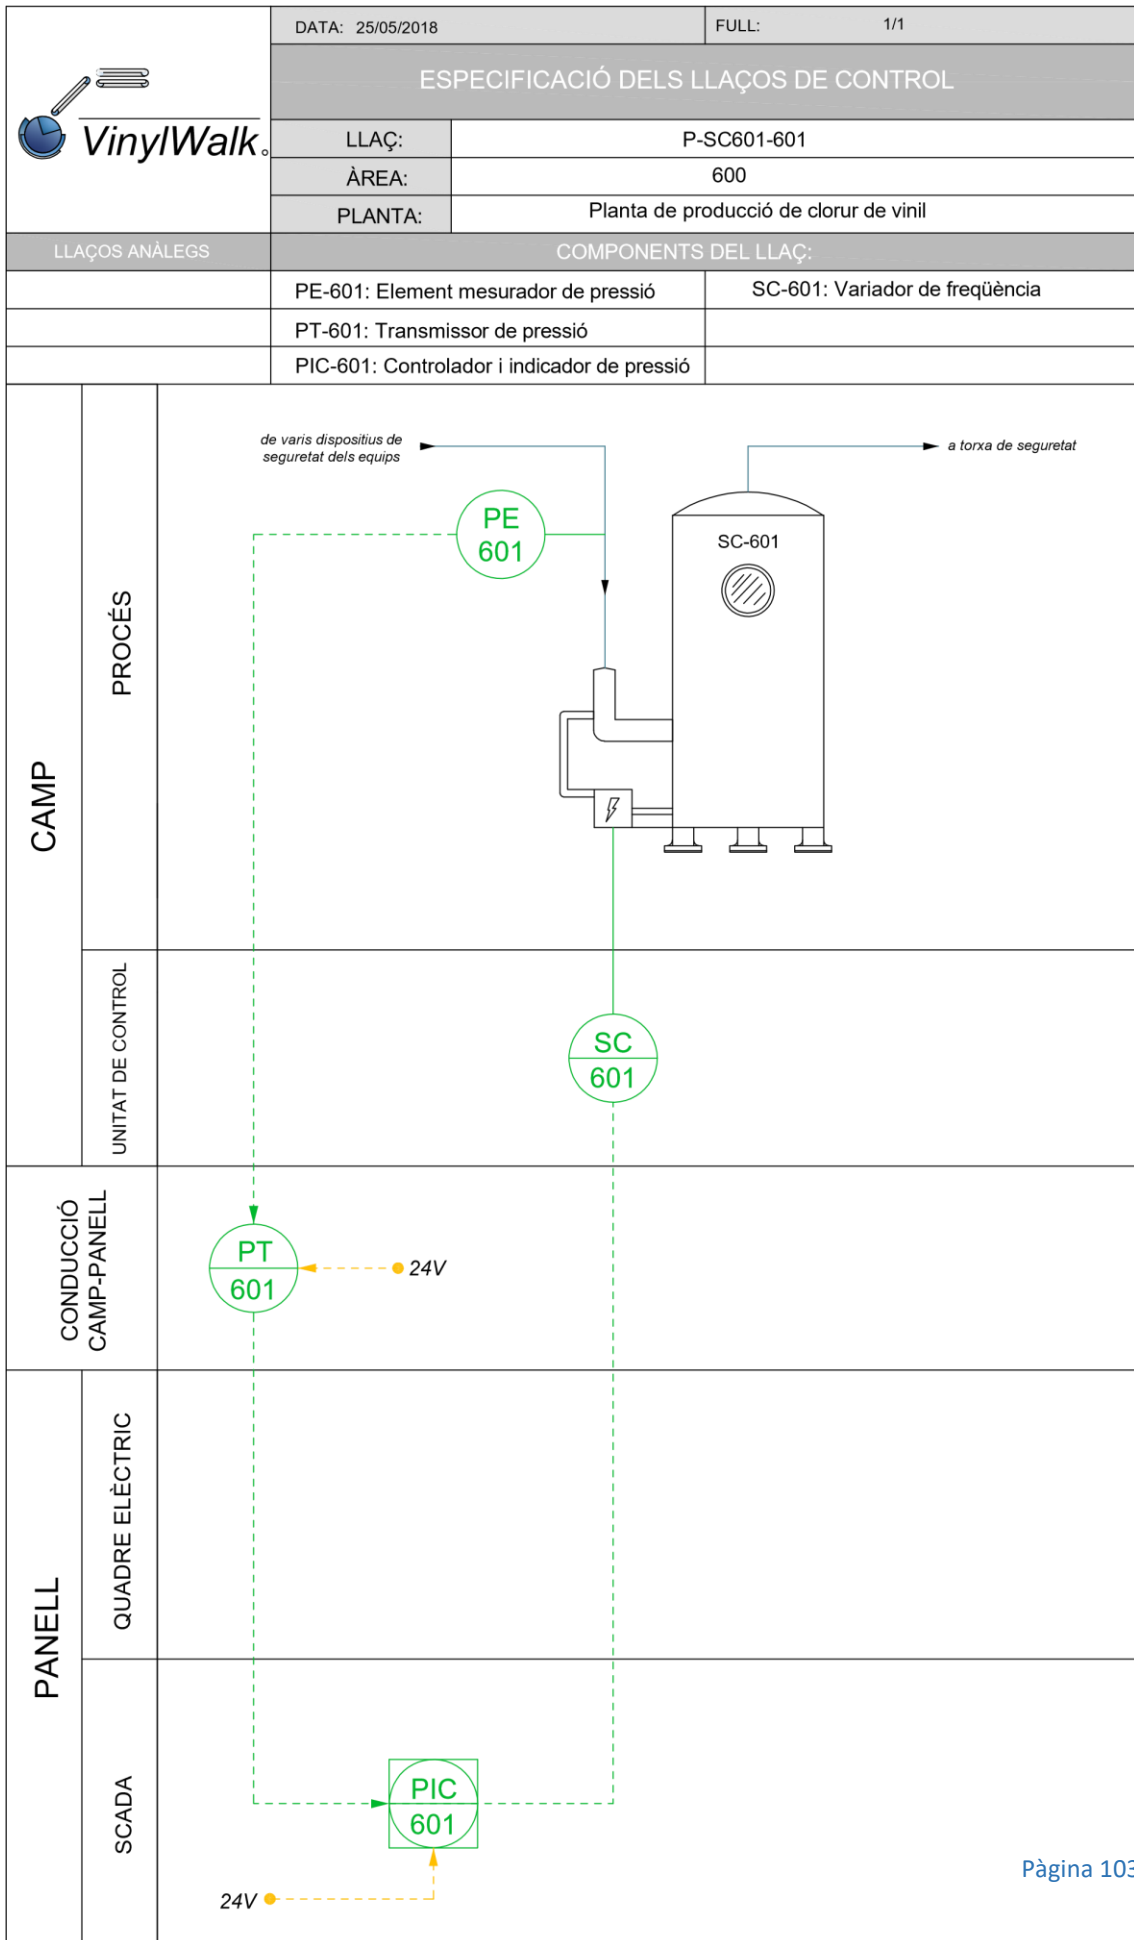 DATA: 25/05/2018 FULL: 1/1
ESPECIFICACIÓ DELS LLAÇOS DE CONTROL
VinylWalk
LLAÇ: P-SC601-601
ÀREA: 600
PLANTA: Planta de producció de clorur de vinil
LLAÇOS ANÀLEGS COMPONENTS DEL LLAÇ:
PE-601: Element mesurador de pressió SC-601: Variador de freqüència
PT-601: Transmissor de pressió
PIC-601: Controlador i indicador de pressió
CAMP
PROCÉS
de varis dispositius de
seguretat dels equips
a torxa de seguretat
PE
601
SC-601
UNITAT DE CONTROL
SC
601
CONDUCCIÓ
CAMP-PANELL
PT
601
24V
PANELL
QUADRE ELÈCTRIC
SCADA
PIC
601
24V
Pàgina 103